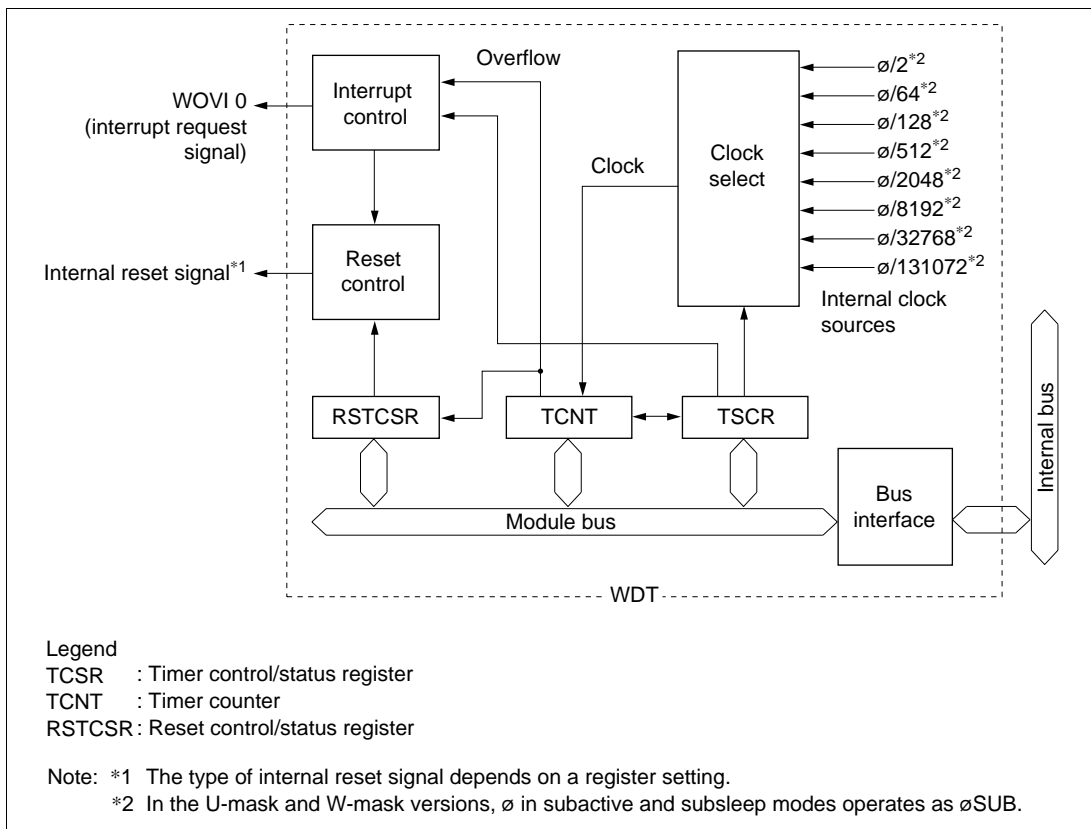 Overflow
Interrupt
control
WOVI 0
(interrupt request
signal)
Reset
control
Internal reset signal*1
Clock
Clock
select
ø/2*2
ø/64*2
ø/128*2
ø/512*2
ø/2048*2
ø/8192*2
ø/32768*2
ø/131072*2
Internal clock
sources
RSTCSR
TCNT
TSCR
Module bus
Bus
interface
Internal bus
WDT
Legend
TCSR : Timer control/status register
TCNT : Timer counter
RSTCSR : Reset control/status register
Note: *1 The type of internal reset signal depends on a register setting.
*2 In the U-mask and W-mask versions, ø in subactive and subsleep modes operates as øSUB.